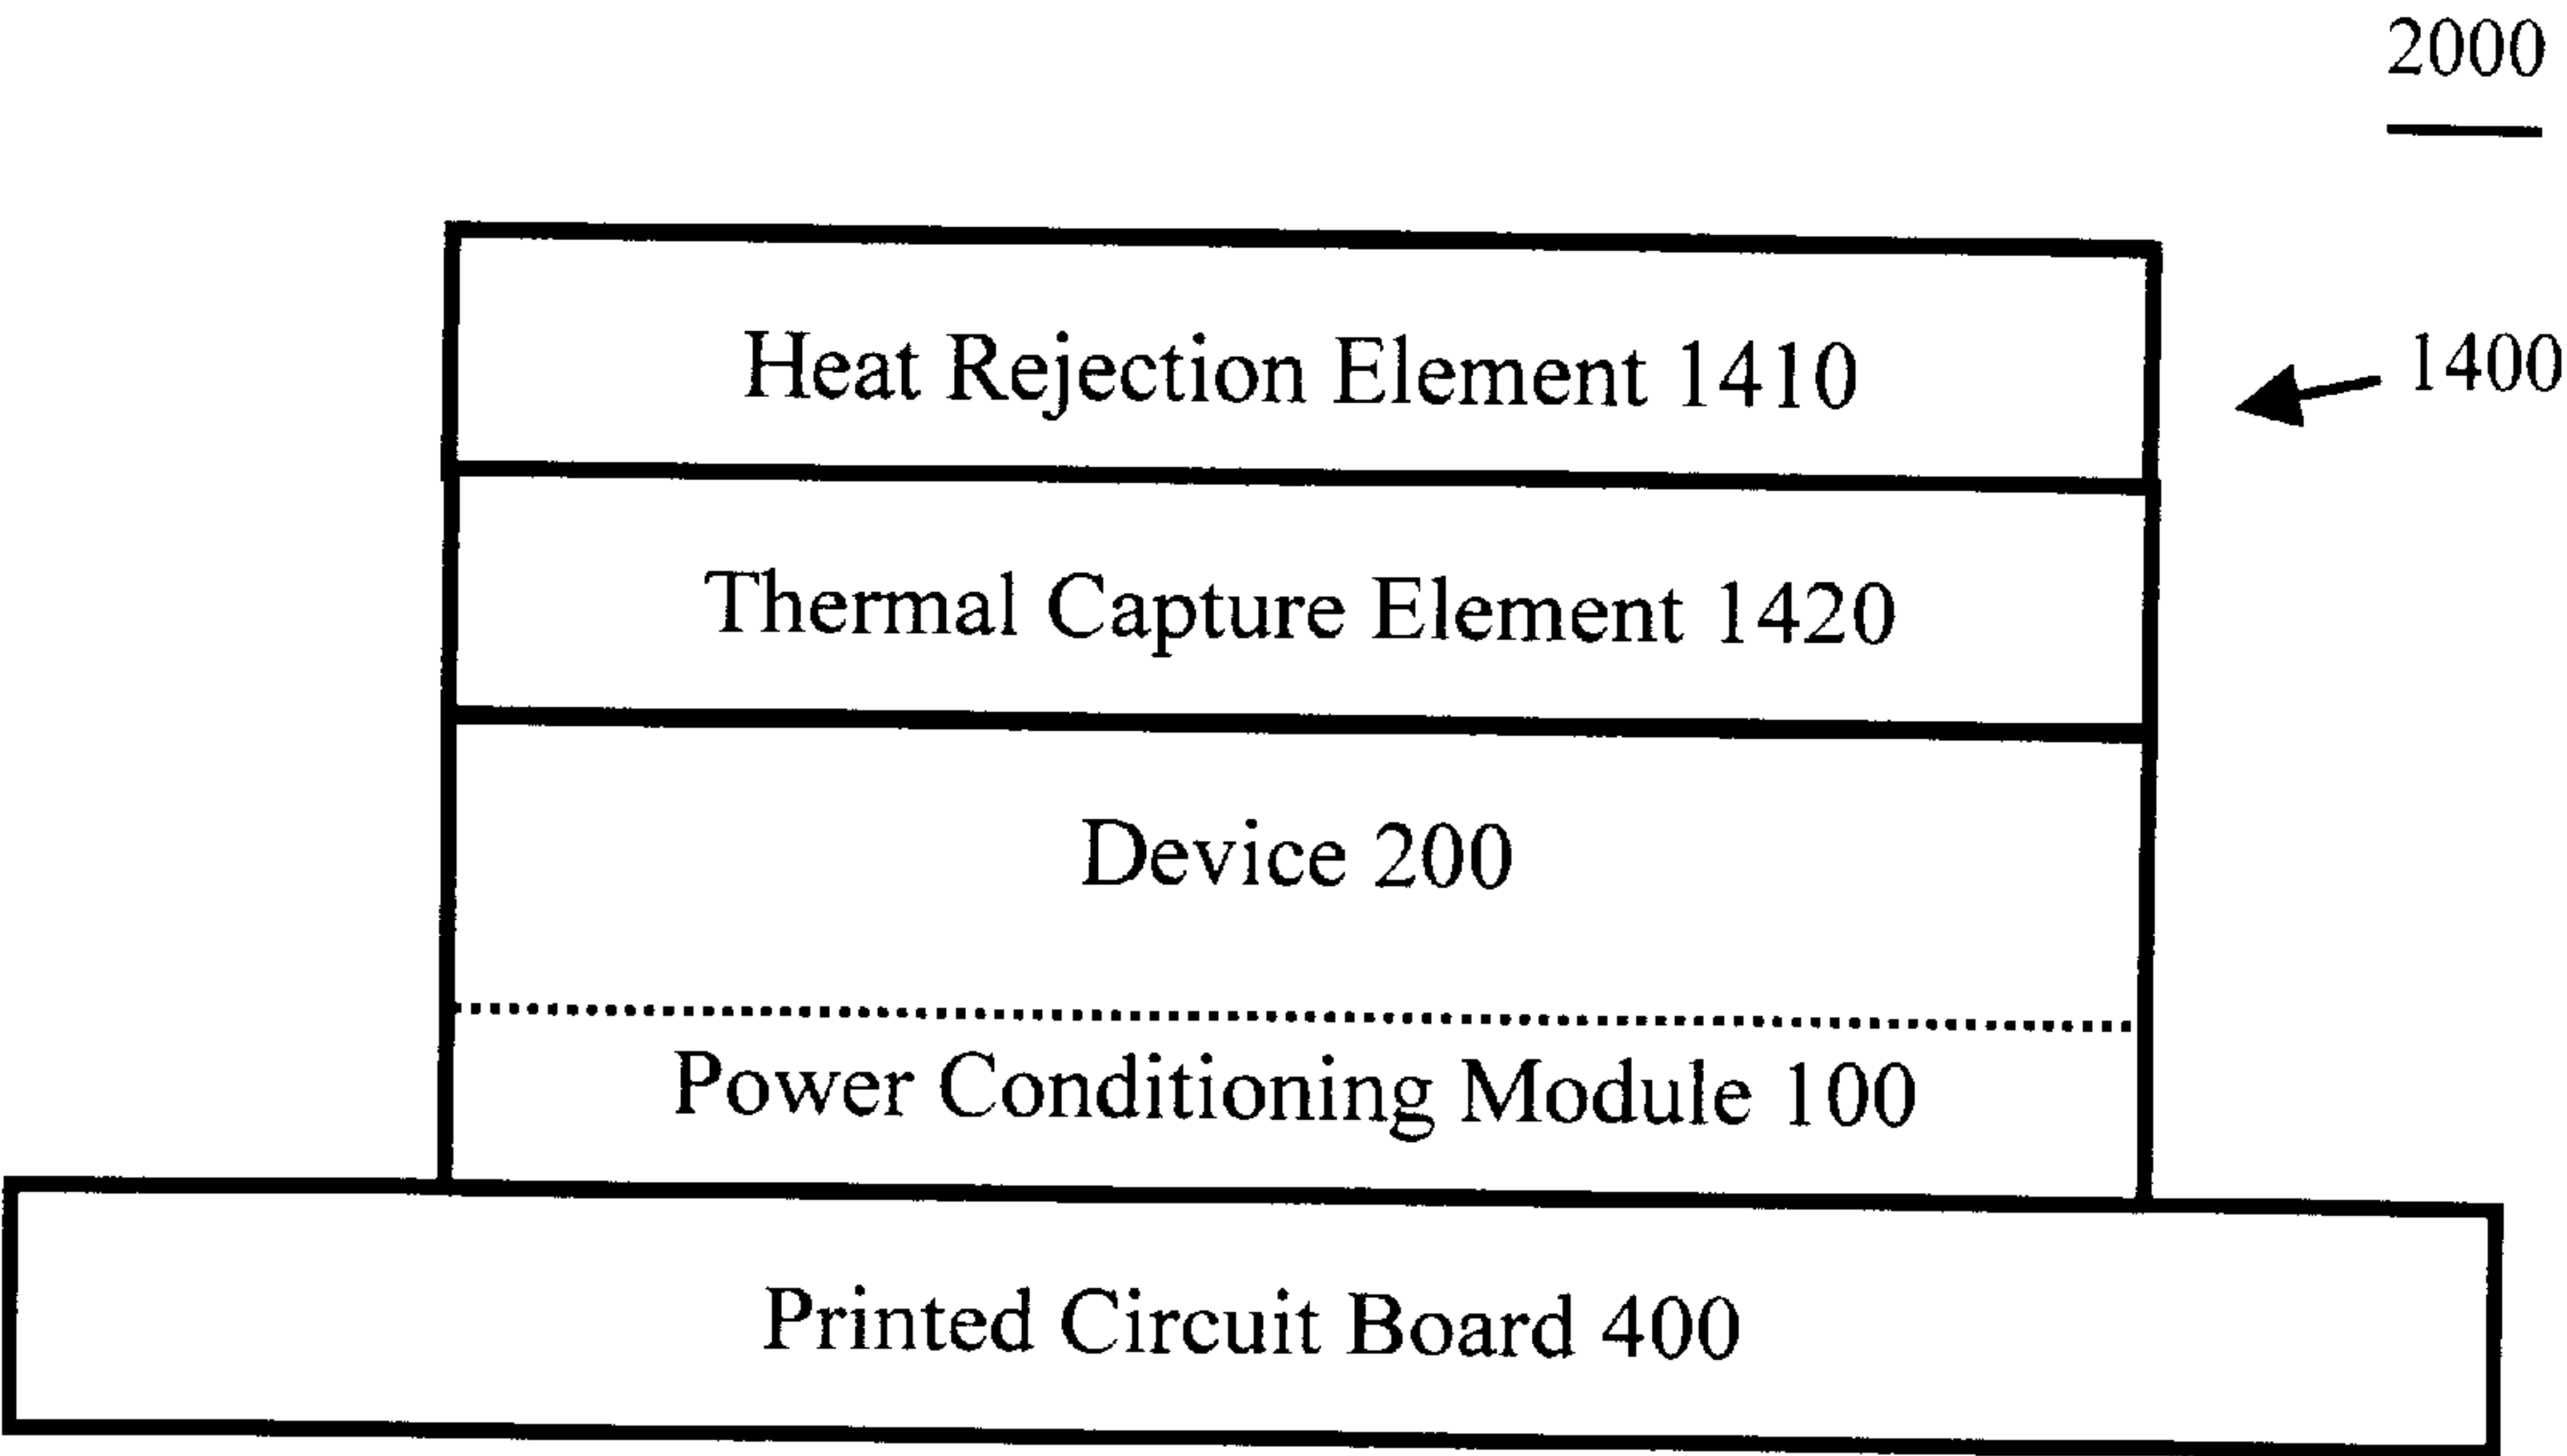 2000
Heat Rejection Element 1410
1400
Thermal Capture Element 1420
Device 200
Power Conditioning Module 100
Printed Circuit Board 400